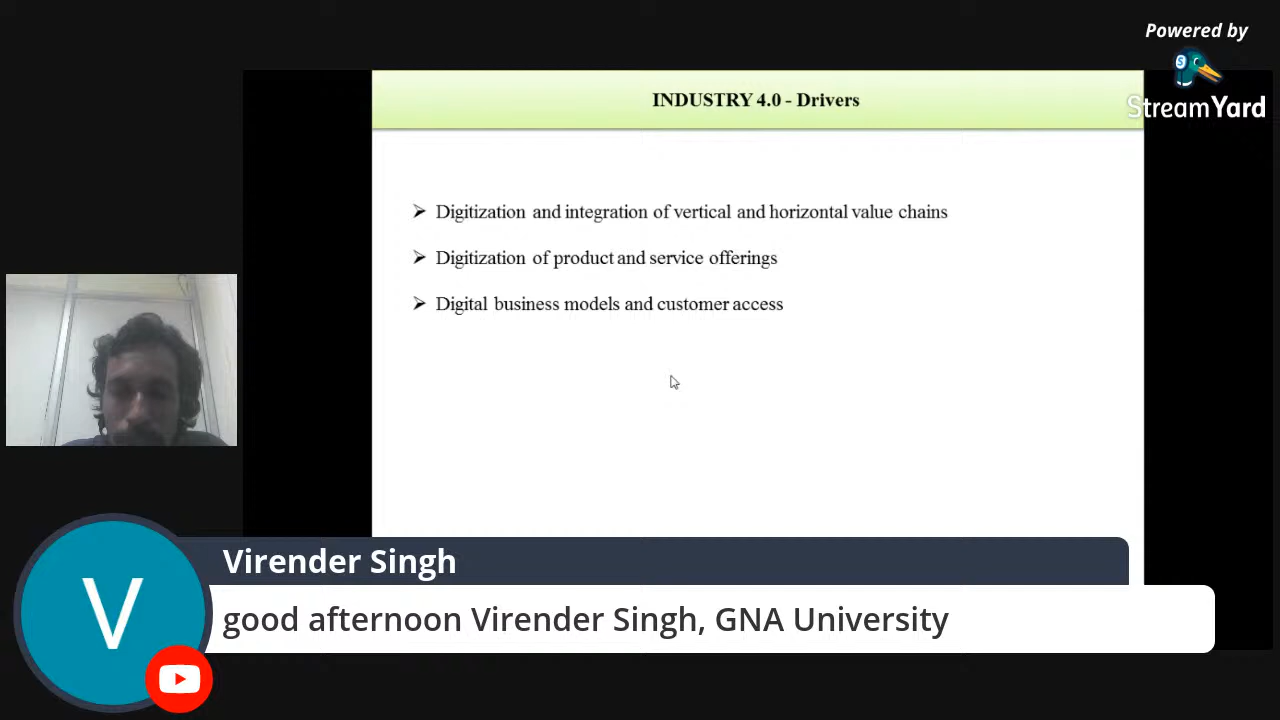 Powered by
StreamYard
INDUSTRY 4.0 - Drivers
➤ Digitization and integration of vertical and horizontal value chains
➤ Digitization of product and service offerings
➤ Digital business models and customer access
Virender Singh
V
good afternoon Virender Singh, GNA University